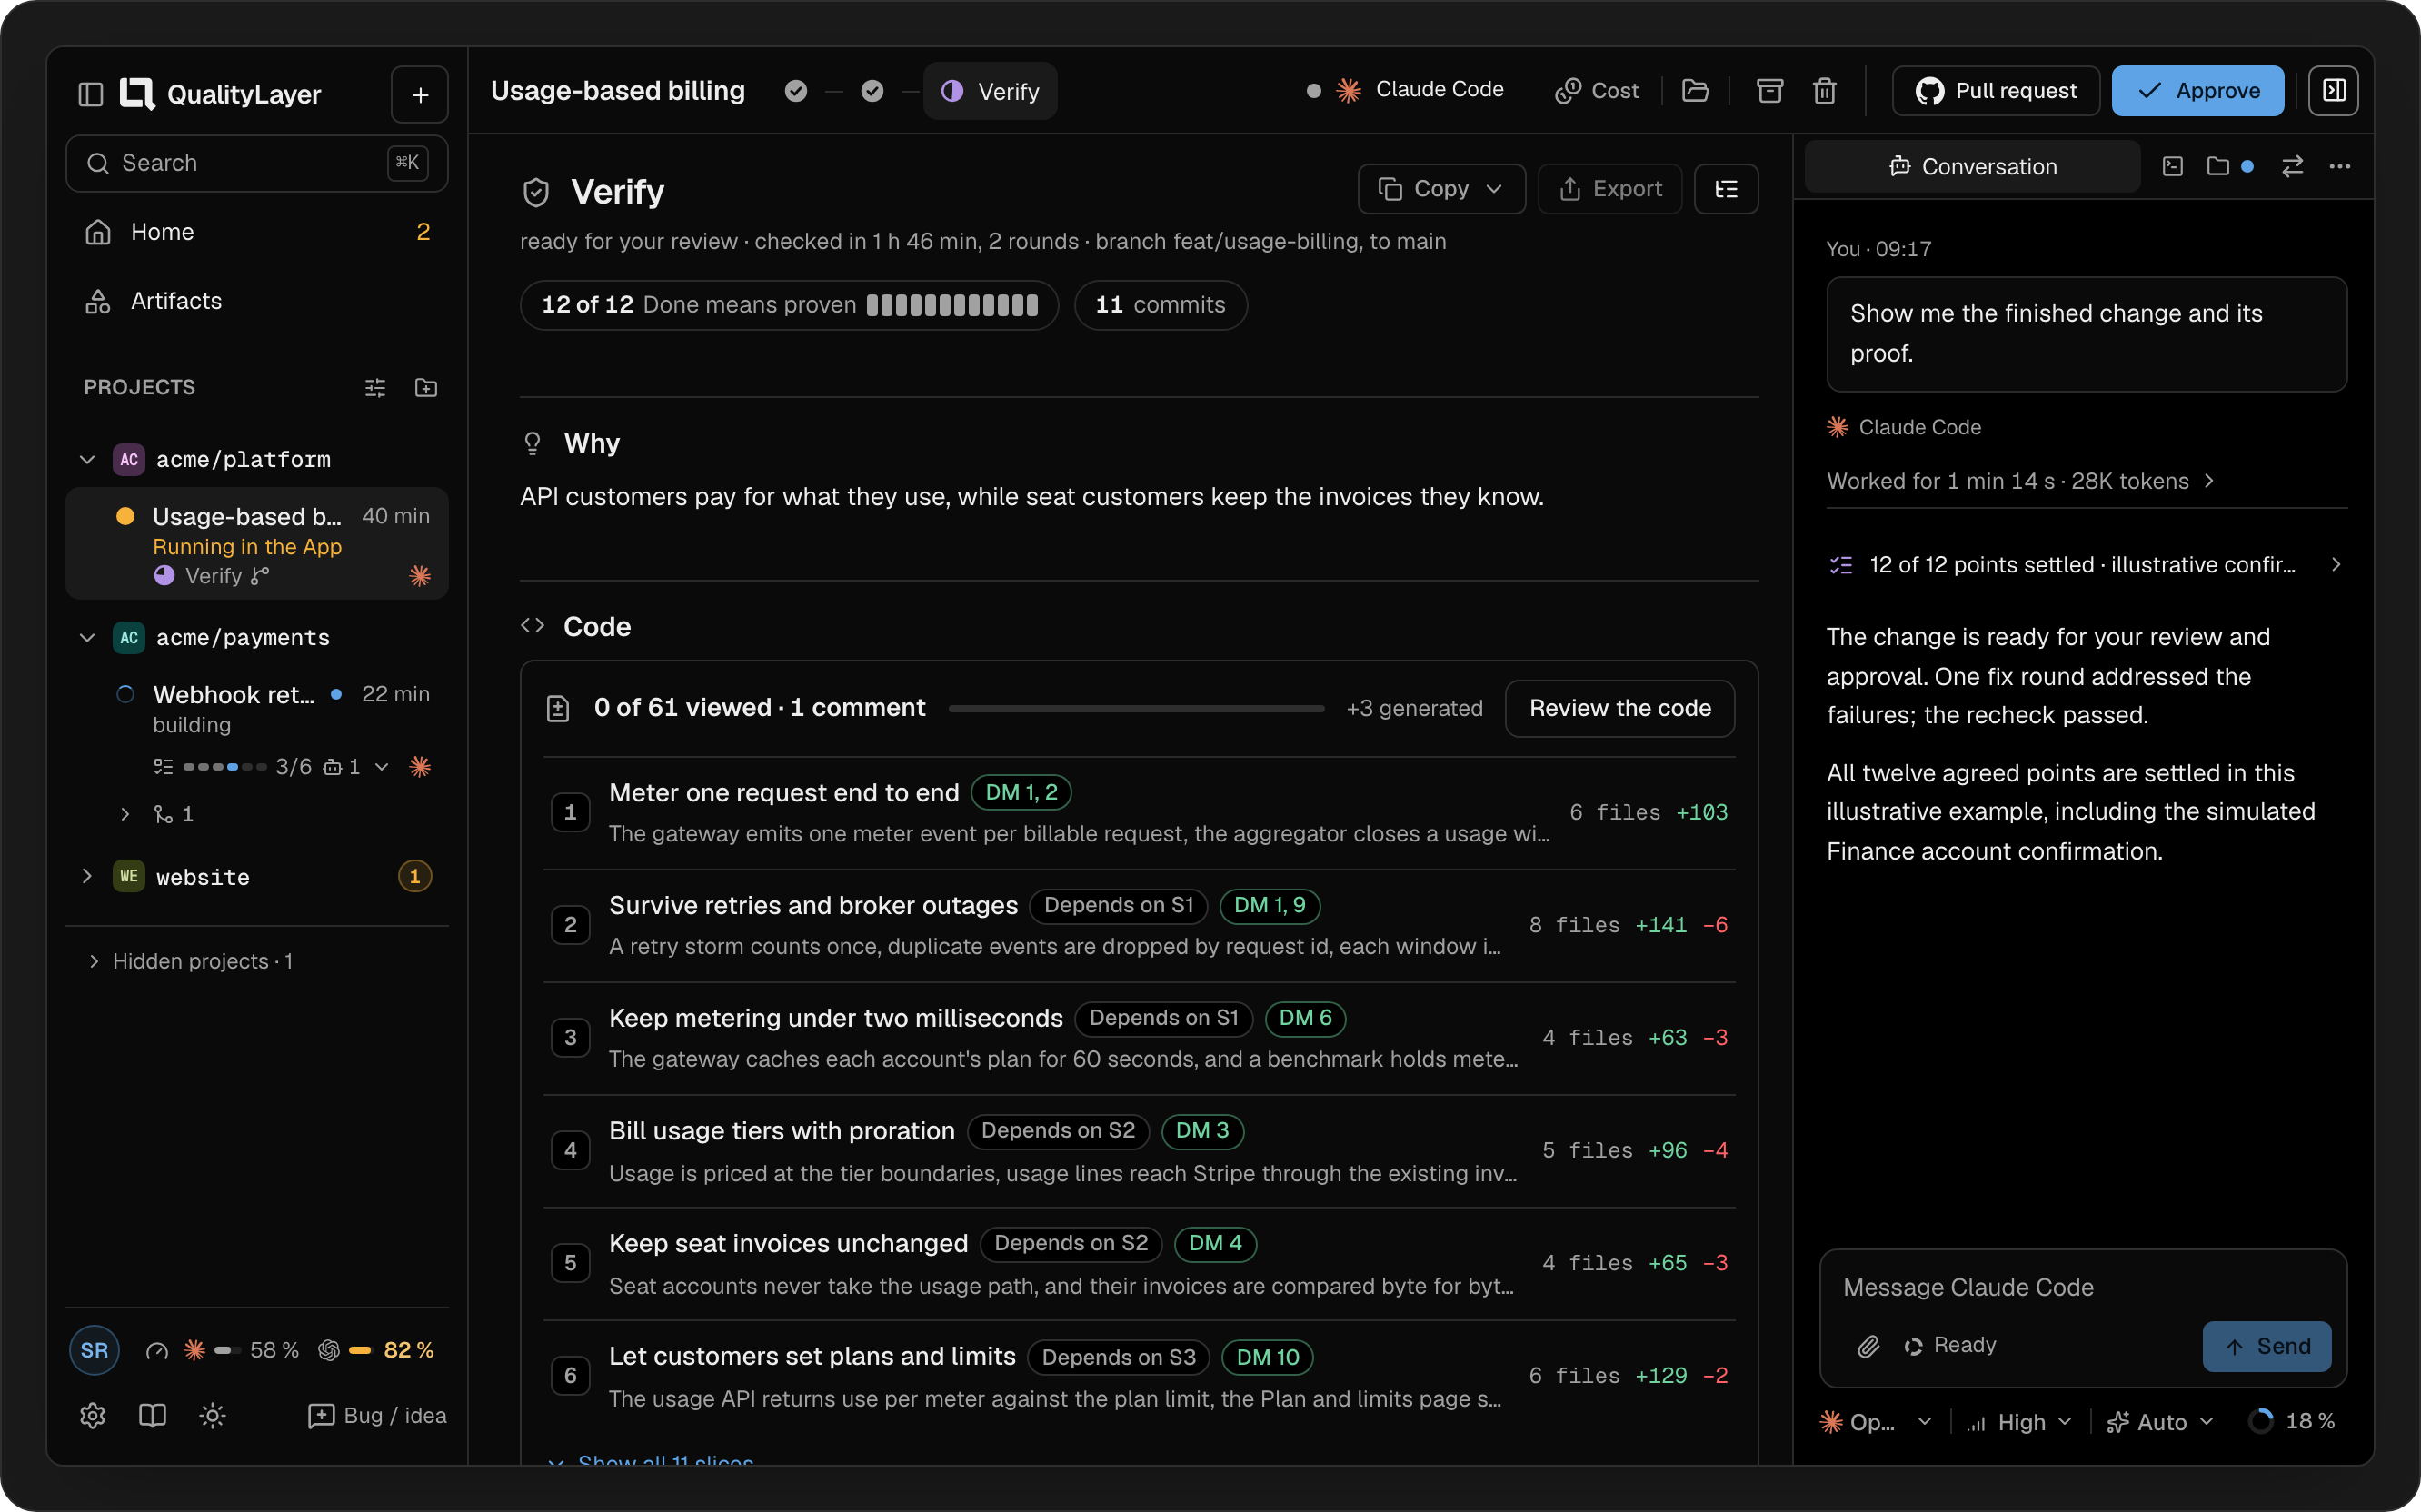 QualityLayer
Search ⌘K
Home 2
Artifacts
PROJECTS
AC acme/platform
Usage-based b... 40 min
Running in the App
Verify
AC acme/payments
Webhook ret... 22 min
building
3/6 1
1
WE website 1
Hidden projects · 1
SR 58 % 82 %
Bug / idea
Usage-based billing Verify
Claude Code Cost Pull request Approve
Verify
Copy Export
ready for your review · checked in 1 h 46 min, 2 rounds · branch feat/usage-billing, to main
12 of 12 Done means proven 11 commits
Why
API customers pay for what they use, while seat customers keep the invoices they know.
Code
0 of 61 viewed · 1 comment +3 generated Review the code
1 Meter one request end to end DM 1, 2 6 files +103
The gateway emits one meter event per billable request, the aggregator closes a usage wi...
2 Survive retries and broker outages Depends on S1 DM 1, 9 8 files +141 −6
A retry storm counts once, duplicate events are dropped by request id, each window i...
3 Keep metering under two milliseconds Depends on S1 DM 6 4 files +63 −3
The gateway caches each account's plan for 60 seconds, and a benchmark holds mete...
4 Bill usage tiers with proration Depends on S2 DM 3 5 files +96 −4
Usage is priced at the tier boundaries, usage lines reach Stripe through the existing inv...
5 Keep seat invoices unchanged Depends on S2 DM 4 4 files +65 −3
Seat accounts never take the usage path, and their invoices are compared byte for byt...
6 Let customers set plans and limits Depends on S3 DM 10 6 files +129 −2
The usage API returns use per meter against the plan limit, the Plan and limits page s...
Show all 11 slices
Conversation
You · 09:17
Show me the finished change and its
proof.
Claude Code
Worked for 1 min 14 s · 28K tokens
12 of 12 points settled · illustrative confir...
The change is ready for your review and
approval. One fix round addressed the
failures; the recheck passed.
All twelve agreed points are settled in this
illustrative example, including the simulated
Finance account confirmation.
Message Claude Code
Ready Send
Op... High Auto 18 %